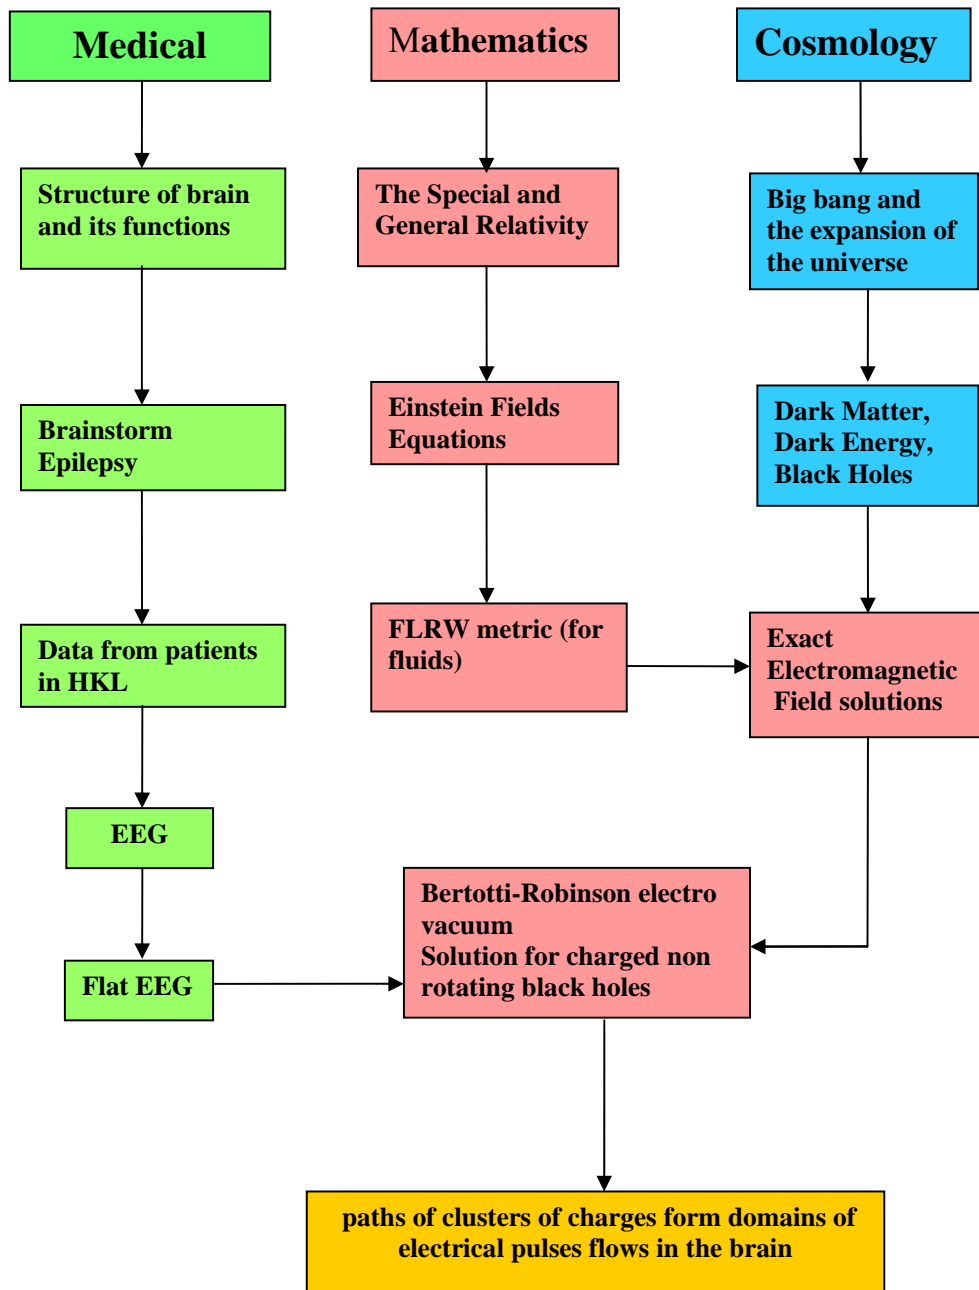 Medical
Mathematics
Cosmology
Structure of brain
and its functions
The Special and
General Relativity
Big bang and
the expansion of
the universe
Brainstorm
Epilepsy
Einstein Fields
Equations
Dark Matter,
Dark Energy,
Black Holes
Data from patients
in HKL
FLRW metric (for
fluids)
Exact
Electromagnetic
Field solutions
EEG
Flat EEG
Bertotti-Robinson electro
vacuum
Solution for charged non
rotating black holes
paths of clusters of charges form domains of
electrical pulses flows in the brain